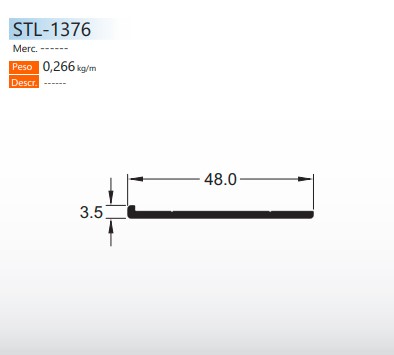 STL-1376
Merc. ------
Peso 0,266 kg/m
Descr. ------
48.0
3.5